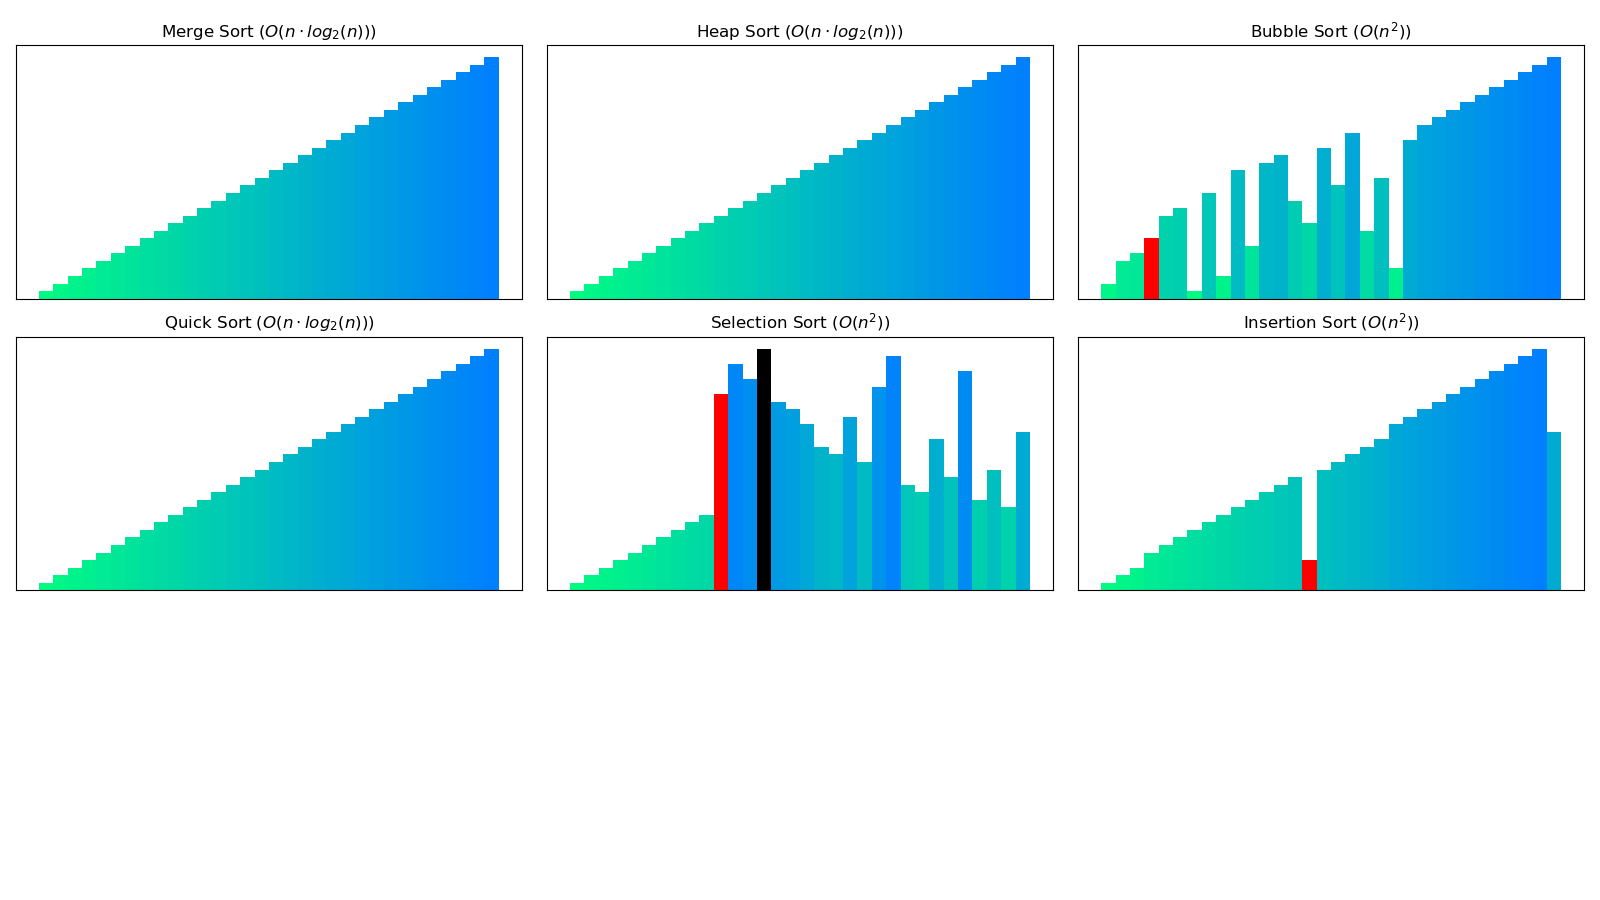 Merge Sort (O(n · log₂(n)))
Heap Sort (O(n · log₂(n)))
Bubble Sort (O(n²))
Quick Sort (O(n · log₂(n)))
Selection Sort (O(n²))
Insertion Sort (O(n²))